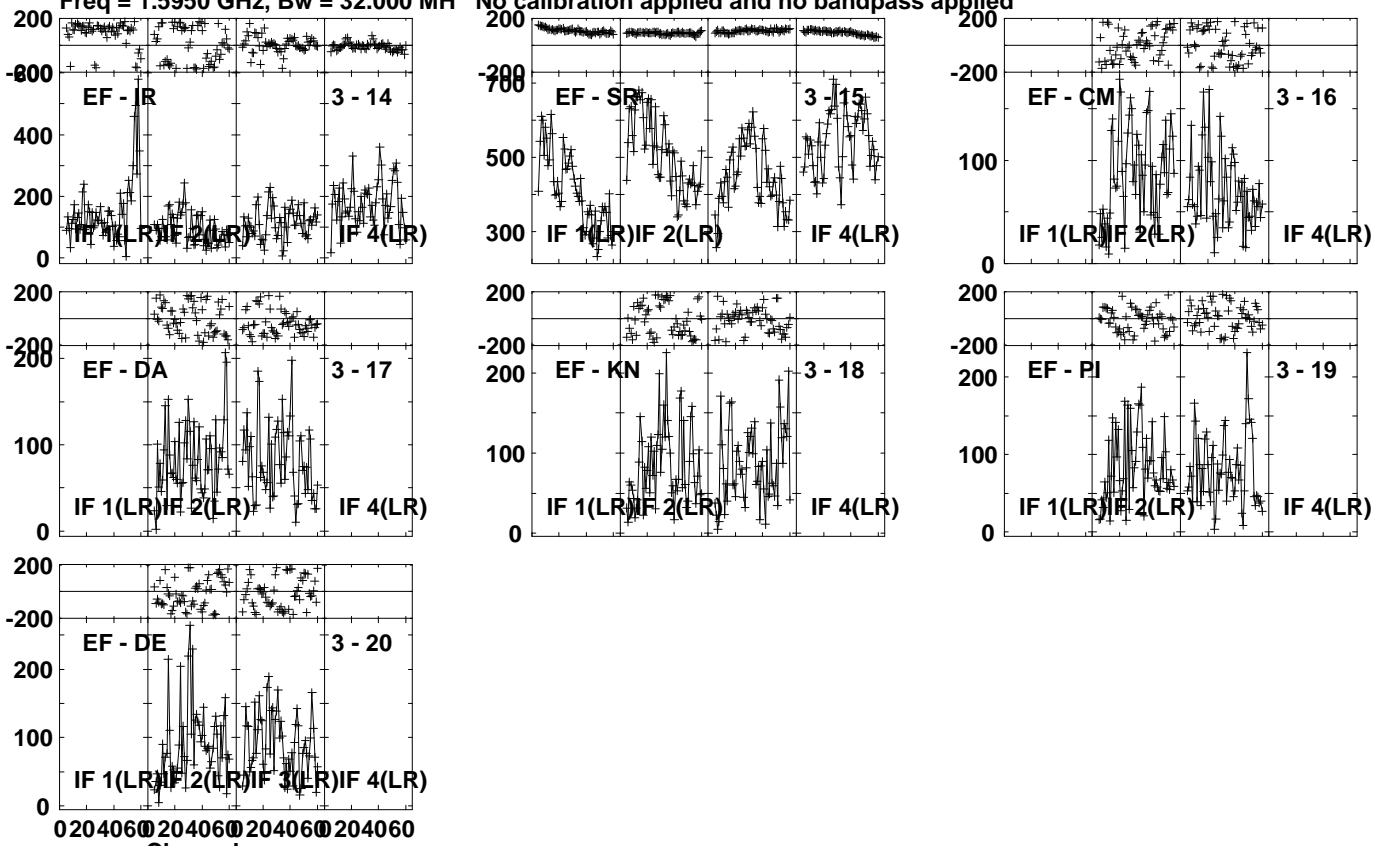 Freq = 1.5950 GHz, Bw = 32.000 MH No calibration applied and no bandpass applied
200 200 200
-200 -200
600 700
EF - IR 3 - 14 EF - SR 3 - 15 EF - CM 3 - 16
400 500 100
200
IF 1(LR) IF 2(LR) IF 4(LR) 300 IF 1(LR) IF 2(LR) IF 4(LR) IF 1(LR) IF 2(LR) IF 4(LR)
0 0
200 200 200
-200 -200 -200
200 EF - DA 3 - 17 200 EF - KN 3 - 18 200 EF - PI 3 - 19
100 100 100
IF 1(LR) IF 2(LR) IF 4(LR) IF 1(LR) IF 2(LR) IF 4(LR) IF 1(LR) IF 2(LR) IF 4(LR)
0 0 0
200
-200
EF - DE 3 - 20
200
100
IF 1(LR) IF 2(LR) IF 3(LR) IF 4(LR)
0
0 20 40 60 0 20 40 60 0 20 40 60 0 20 40 60